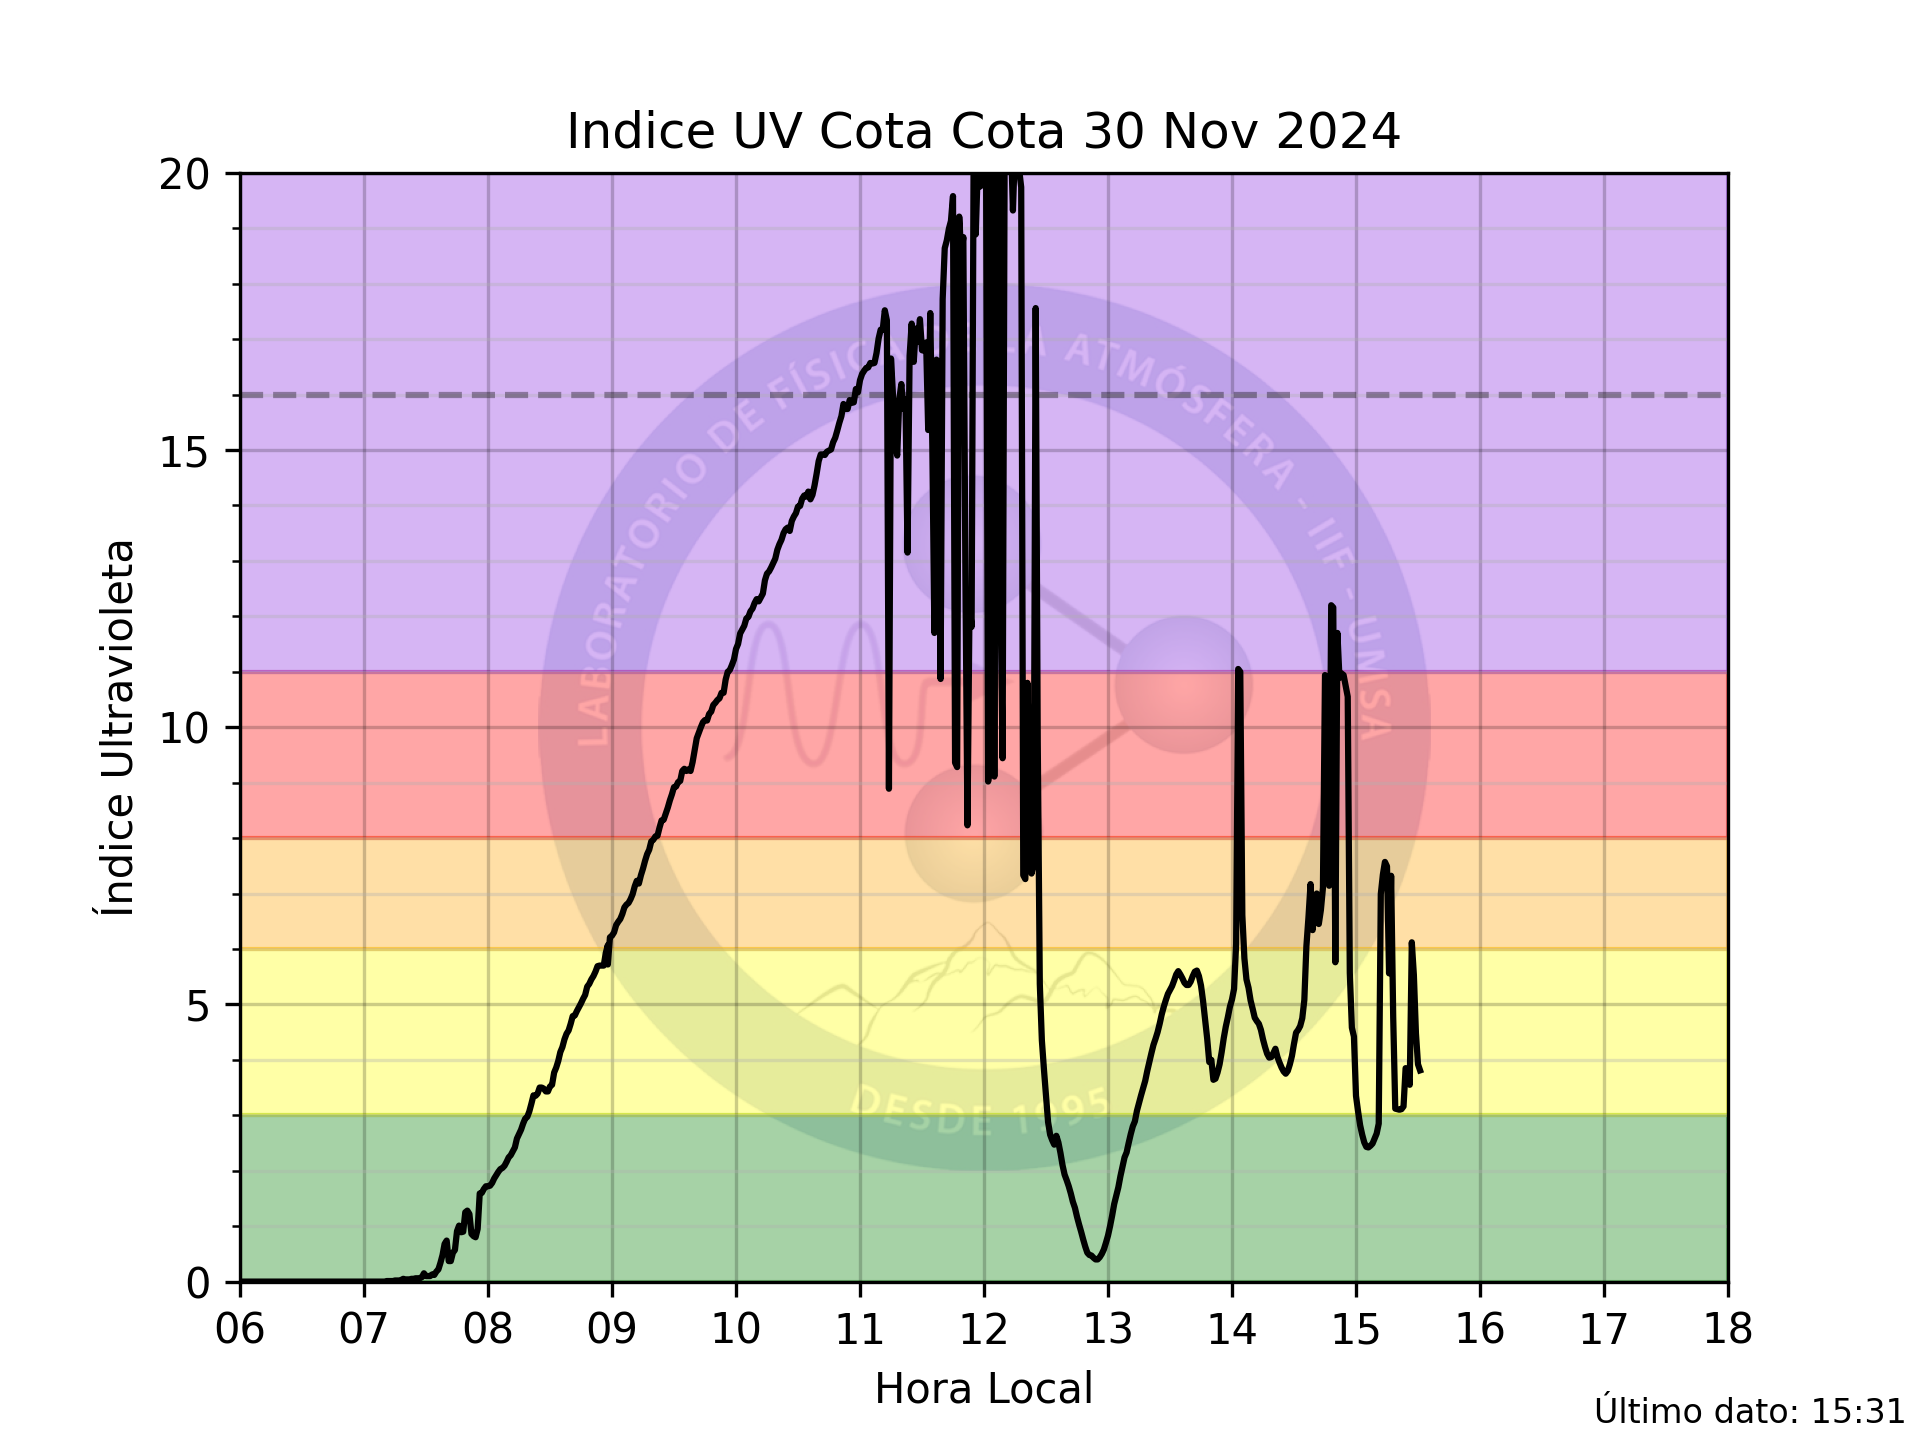 Indice UV Cota Cota 30 Nov 2024
20
15
10
5
0
Índice Ultravioleta
LABORATORIO DE FÍSICA LA ATMÓSFERA - IIF - UMSA
DESDE 1995
06 07 08 09 10 11 12 13 14 15 16 17 18
Hora Local
Último dato: 15:31